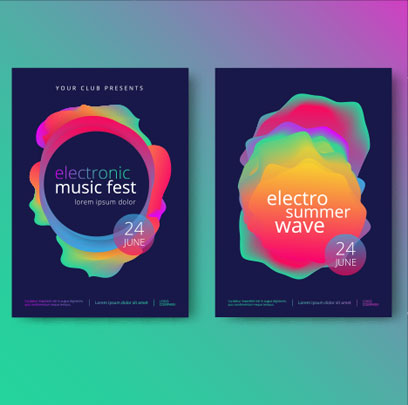 YOUR CLUB PRESENTS
electronic
music fest
lorem ipsum dolor
24
JUNE
Lorem ipsum dolor sit amet
electro
summer
wave
24
JUNE
Lorem ipsum dolor sit amet